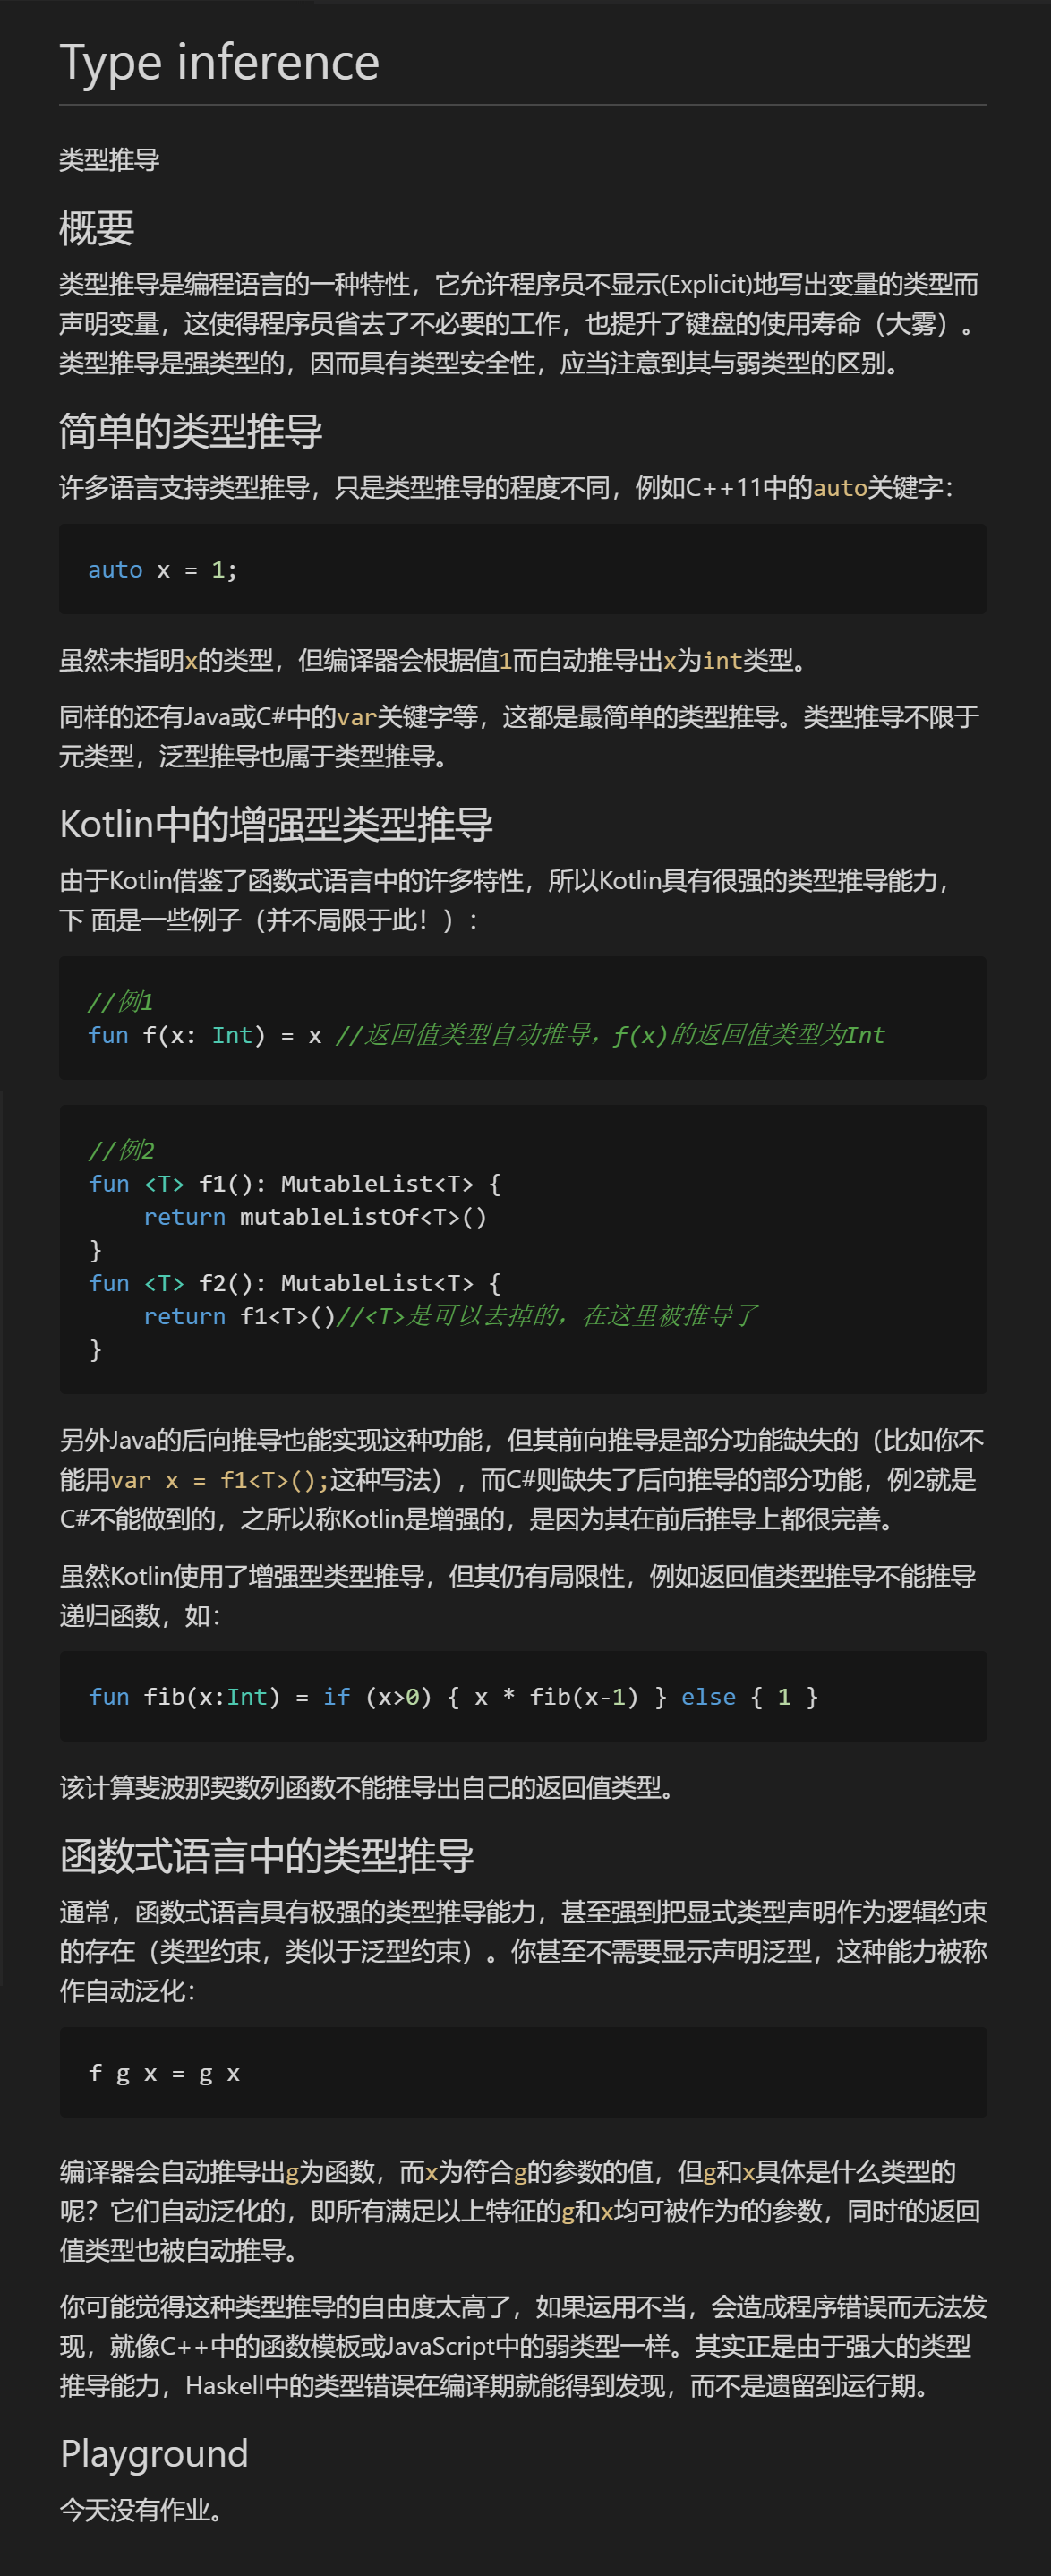 Type inference
类型推导
概要
类型推导是编程语言的一种特性，它允许程序员不显示(Explicit)地写出变量的类型而
声明变量，这使得程序员省去了不必要的工作，也提升了键盘的使用寿命（大雾）。
类型推导是强类型的，因而具有类型安全性，应当注意到其与弱类型的区别。
简单的类型推导
许多语言支持类型推导，只是类型推导的程度不同，例如C++11中的auto关键字：
auto x = 1;
虽然未指明x的类型，但编译器会根据值1而自动推导出x为int类型。
同样的还有Java或C#中的var关键字等，这都是最简单的类型推导。类型推导不限于
元类型，泛型推导也属于类型推导。
Kotlin中的增强型类型推导
由于Kotlin借鉴了函数式语言中的许多特性，所以Kotlin具有很强的类型推导能力，
下 面是一些例子（并不局限于此！）：
//例1
fun f(x: Int) = x //返回值类型自动推导，f(x)的返回值类型为Int
//例2
fun <T> f1(): MutableList<T> {
    return mutableListOf<T>()
}
fun <T> f2(): MutableList<T> {
    return f1<T>()//<T>是可以去掉的，在这里被推导了
}
另外Java的后向推导也能实现这种功能，但其前向推导是部分功能缺失的（比如你不
能用var x = f1<T>();这种写法），而C#则缺失了后向推导的部分功能，例2就是
C#不能做到的，之所以称Kotlin是增强的，是因为其在前后推导上都很完善。
虽然Kotlin使用了增强型类型推导，但其仍有局限性，例如返回值类型推导不能推导
递归函数，如：
fun fib(x:Int) = if (x>0) { x * fib(x-1) } else { 1 }
该计算斐波那契数列函数不能推导出自己的返回值类型。
函数式语言中的类型推导
通常，函数式语言具有极强的类型推导能力，甚至强到把显式类型声明作为逻辑约束
的存在（类型约束，类似于泛型约束）。你甚至不需要显示声明泛型，这种能力被称
作自动泛化：
f g x = g x
编译器会自动推导出g为函数，而x为符合g的参数的值，但g和x具体是什么类型的
呢？它们自动泛化的，即所有满足以上特征的g和x均可被作为f的参数，同时f的返回
值类型也被自动推导。
你可能觉得这种类型推导的自由度太高了，如果运用不当，会造成程序错误而无法发
现，就像C++中的函数模板或JavaScript中的弱类型一样。其实正是由于强大的类型
推导能力，Haskell中的类型错误在编译期就能得到发现，而不是遗留到运行期。
Playground
今天没有作业。